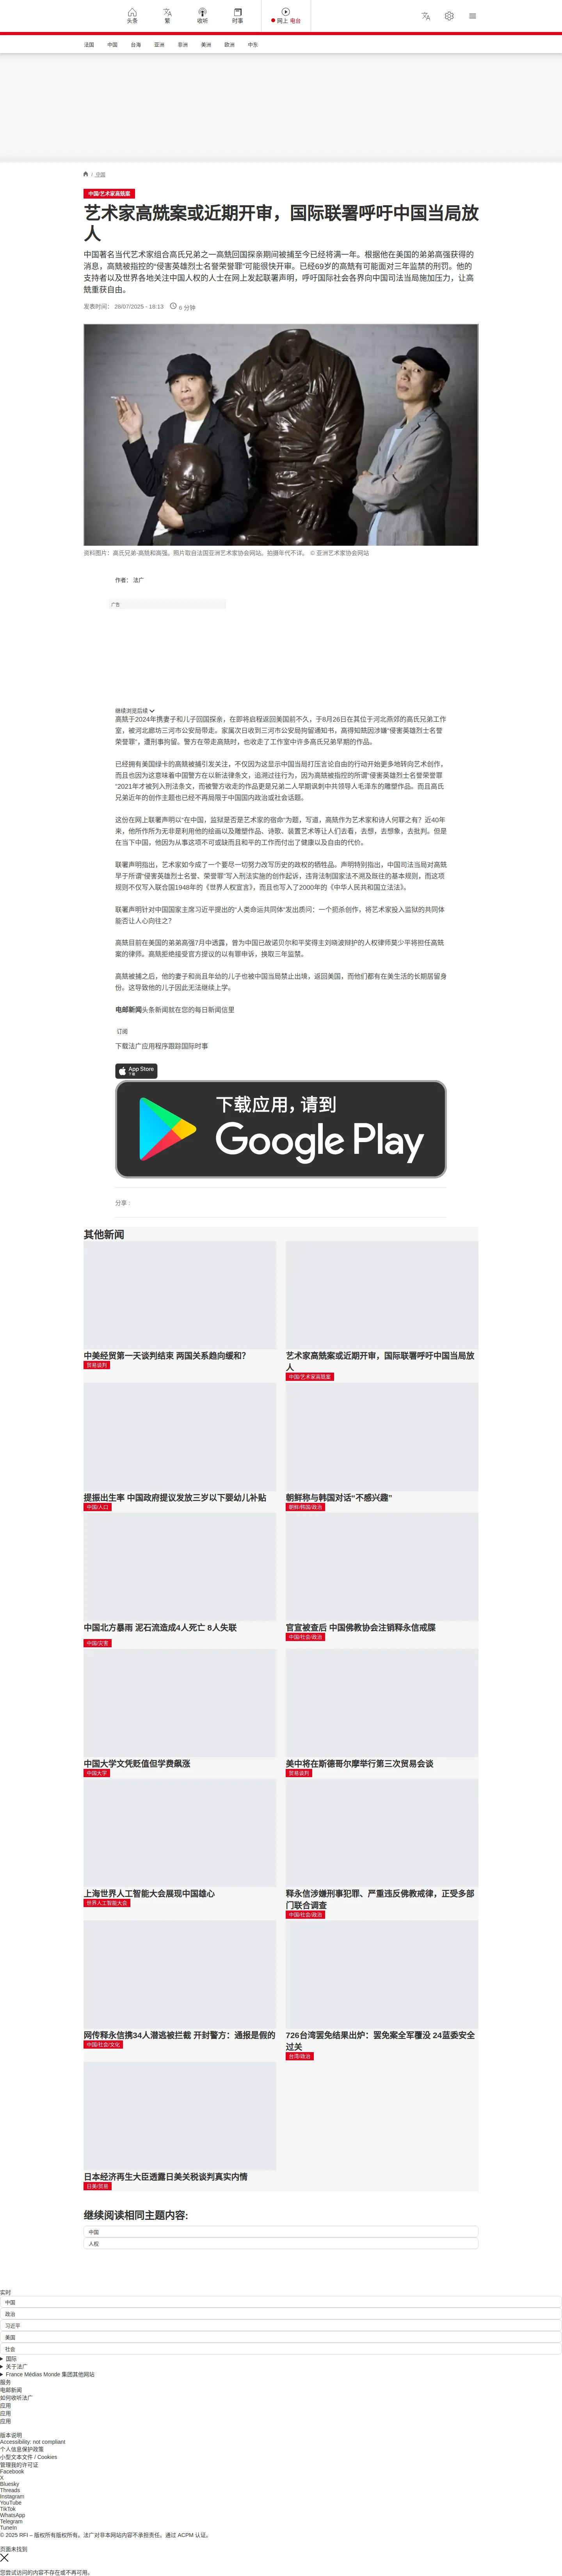 头条
繁
收听
时事
网上 电台
法国
中国
台海
亚洲
非洲
美洲
欧洲
中东
/ 中国
中国/艺术家高兟案
艺术家高兟案或近期开审，国际联署呼吁中国当局放
人
中国著名当代艺术家组合高氏兄弟之一高兟回国探亲期间被捕至今已经将满一年。根据他在美国的弟弟高强获得的
消息，高兟被指控的“侵害英雄烈士名誉荣誉罪”可能很快开审。已经69岁的高兟有可能面对三年监禁的刑罚。他的
支持者以及世界各地关注中国人权的人士在网上发起联署声明，呼吁国际社会各界向中国司法当局施加压力，让高
兟重获自由。
发表时间： 28/07/2025 - 18:13 6 分钟
资料图片：高氏兄弟-高兟和高强。照片取自法国亚洲艺术家协会网站。拍摄年代不详。 © 亚洲艺术家协会网站
作者： 法广
广告
继续浏览后续
高兟于2024年携妻子和儿子回国探亲，在即将启程返回美国前不久，于8月26日在其位于河北燕郊的高氏兄弟工作
室，被河北廊坊三河市公安局带走。家属次日收到三河市公安局拘留通知书，高得知兟因涉嫌“侵害英雄烈士名誉
荣誉罪”。遭刑事拘留。警方在带走高兟时，也收走了工作室中许多高氏兄弟早期的作品。
已经拥有美国绿卡的高兟被捕引发关注，不仅因为这显示中国当局打压言论自由的行动开始更多地转向艺术创作，
而且也因为这意味着中国警方在以新法律条文，追溯过往行为，因为高兟被指控的所谓“侵害英雄烈士名誉荣誉罪
”2021年才被列入刑法条文，而被警方收走的作品更是兄弟二人早期讽刺中共领导人毛泽东的雕塑作品。而且高氏
兄弟近年的创作主题也已经不再局限于中国国内政治或社会话题。
这份在网上联署声明以“在中国，监狱是否是艺术家的宿命”为题，写道，高兟作为艺术家和诗人何罪之有？近40年
来，他所作所为无非是利用他的绘画以及雕塑作品、诗歌、装置艺术等让人们去看，去想，去想象，去批判。但是
在当下中国，他因为从事这项不可或缺而且和平的工作而付出了健康以及自由的代价。
联署声明指出，艺术家如今成了一个要尽一切努力改写历史的政权的牺牲品。声明特别指出，中国司法当局对高兟
早于所谓“侵害英雄烈士名誉、荣誉罪”写入刑法实施的创作起诉，违背法制国家法不溯及既往的基本规则，而这项
规则不仅写入联合国1948年的《世界人权宣言》，而且也写入了2000年的《中华人民共和国立法法》。
联署声明针对中国国家主席习近平提出的“人类命运共同体”发出质问：一个扼杀创作，将艺术家投入监狱的共同体
能否让人心向往之？
高兟目前在美国的弟弟高强7月中透露，曾为中国已故诺贝尔和平奖得主刘晓波辩护的人权律师莫少平将担任高兟
案的律师。高兟拒绝接受官方提议的以有罪申诉，换取三年监禁。
高兟被捕之后，他的妻子和尚且年幼的儿子也被中国当局禁止出境，返回美国，而他们都有在美生活的长期居留身
份。这导致他的儿子因此无法继续上学。
电邮新闻头条新闻就在您的每日新闻信里
订阅
下载法广应用程序跟踪国际时事
App Store
下载
下载应用，请到
Google Play
分享 :
其他新闻
中美经贸第一天谈判结束 两国关系趋向缓和？
贸易谈判
艺术家高兟案或近期开审，国际联署呼吁中国当局放
人
中国/艺术家高兟案
提振出生率 中国政府提议发放三岁以下婴幼儿补贴
中国/人口
朝鲜称与韩国对话“不感兴趣”
朝鲜/韩国/政治
中国北方暴雨 泥石流造成4人死亡 8人失联
中国/灾害
官宣被查后 中国佛教协会注销释永信戒牒
中国/社会/政治
中国大学文凭贬值但学费飙涨
中国大学
美中将在斯德哥尔摩举行第三次贸易会谈
贸易谈判
上海世界人工智能大会展现中国雄心
世界人工智能大会
释永信涉嫌刑事犯罪、严重违反佛教戒律，正受多部
门联合调查
中国/社会/政治
网传释永信携34人潜逃被拦截 开封警方：通报是假的
中国/社会/文化
726台湾罢免结果出炉：罢免案全军覆没 24蓝委安全
过关
台湾/政治
日本经济再生大臣透露日美关税谈判真实内情
日美/贸易
继续阅读相同主题内容:
中国
人权
实时
中国
政治
习近平
美国
社会
国际
关于法广
France Médias Monde 集团其他网站
服务
电邮新闻
如何收听法广
应用
应用
应用
版本说明
Accessibility: not compliant
个人信息保护政策
小型文本文件 / Cookies
管理我的许可证
Facebook
X
Bluesky
Threads
Instagram
YouTube
TikTok
WhatsApp
Telegram
TuneIn
© 2025 RFI – 版权所有版权所有。法广对非本网站内容不承担责任。通过 ACPM 认证。
页面未找到
您尝试访问的内容不存在或不再可用。